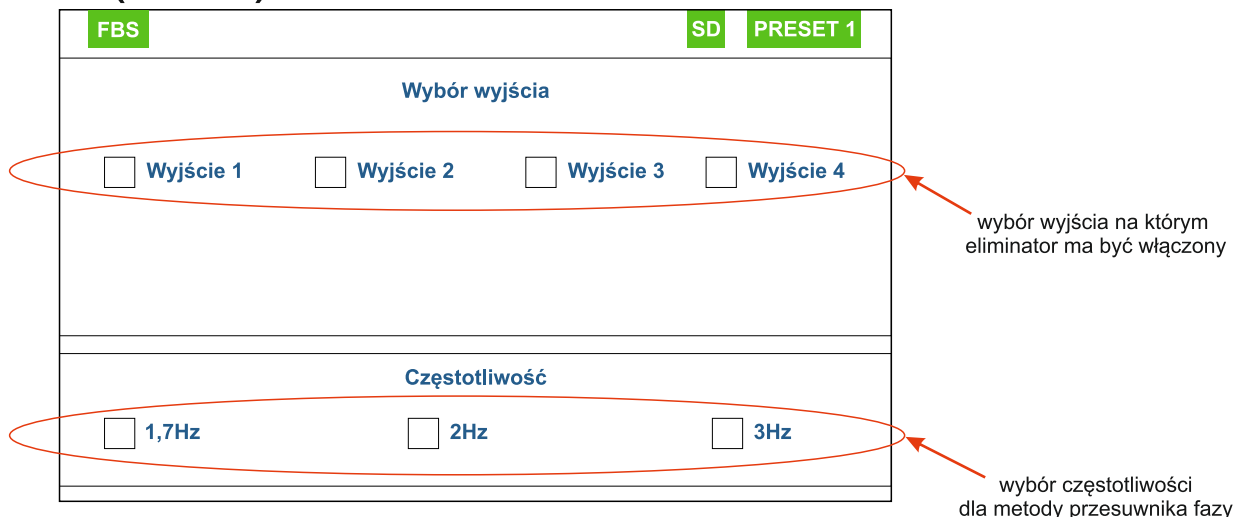 FBS SD PRESET 1
Wybór wyjścia
Wyjście 1 Wyjście 2 Wyjście 3 Wyjście 4
wybór wyjścia na którym
eliminator ma być włączony
Częstotliwość
1,7Hz 2Hz 3Hz
wybór częstotliwości
dla metody przesuwnika fazy